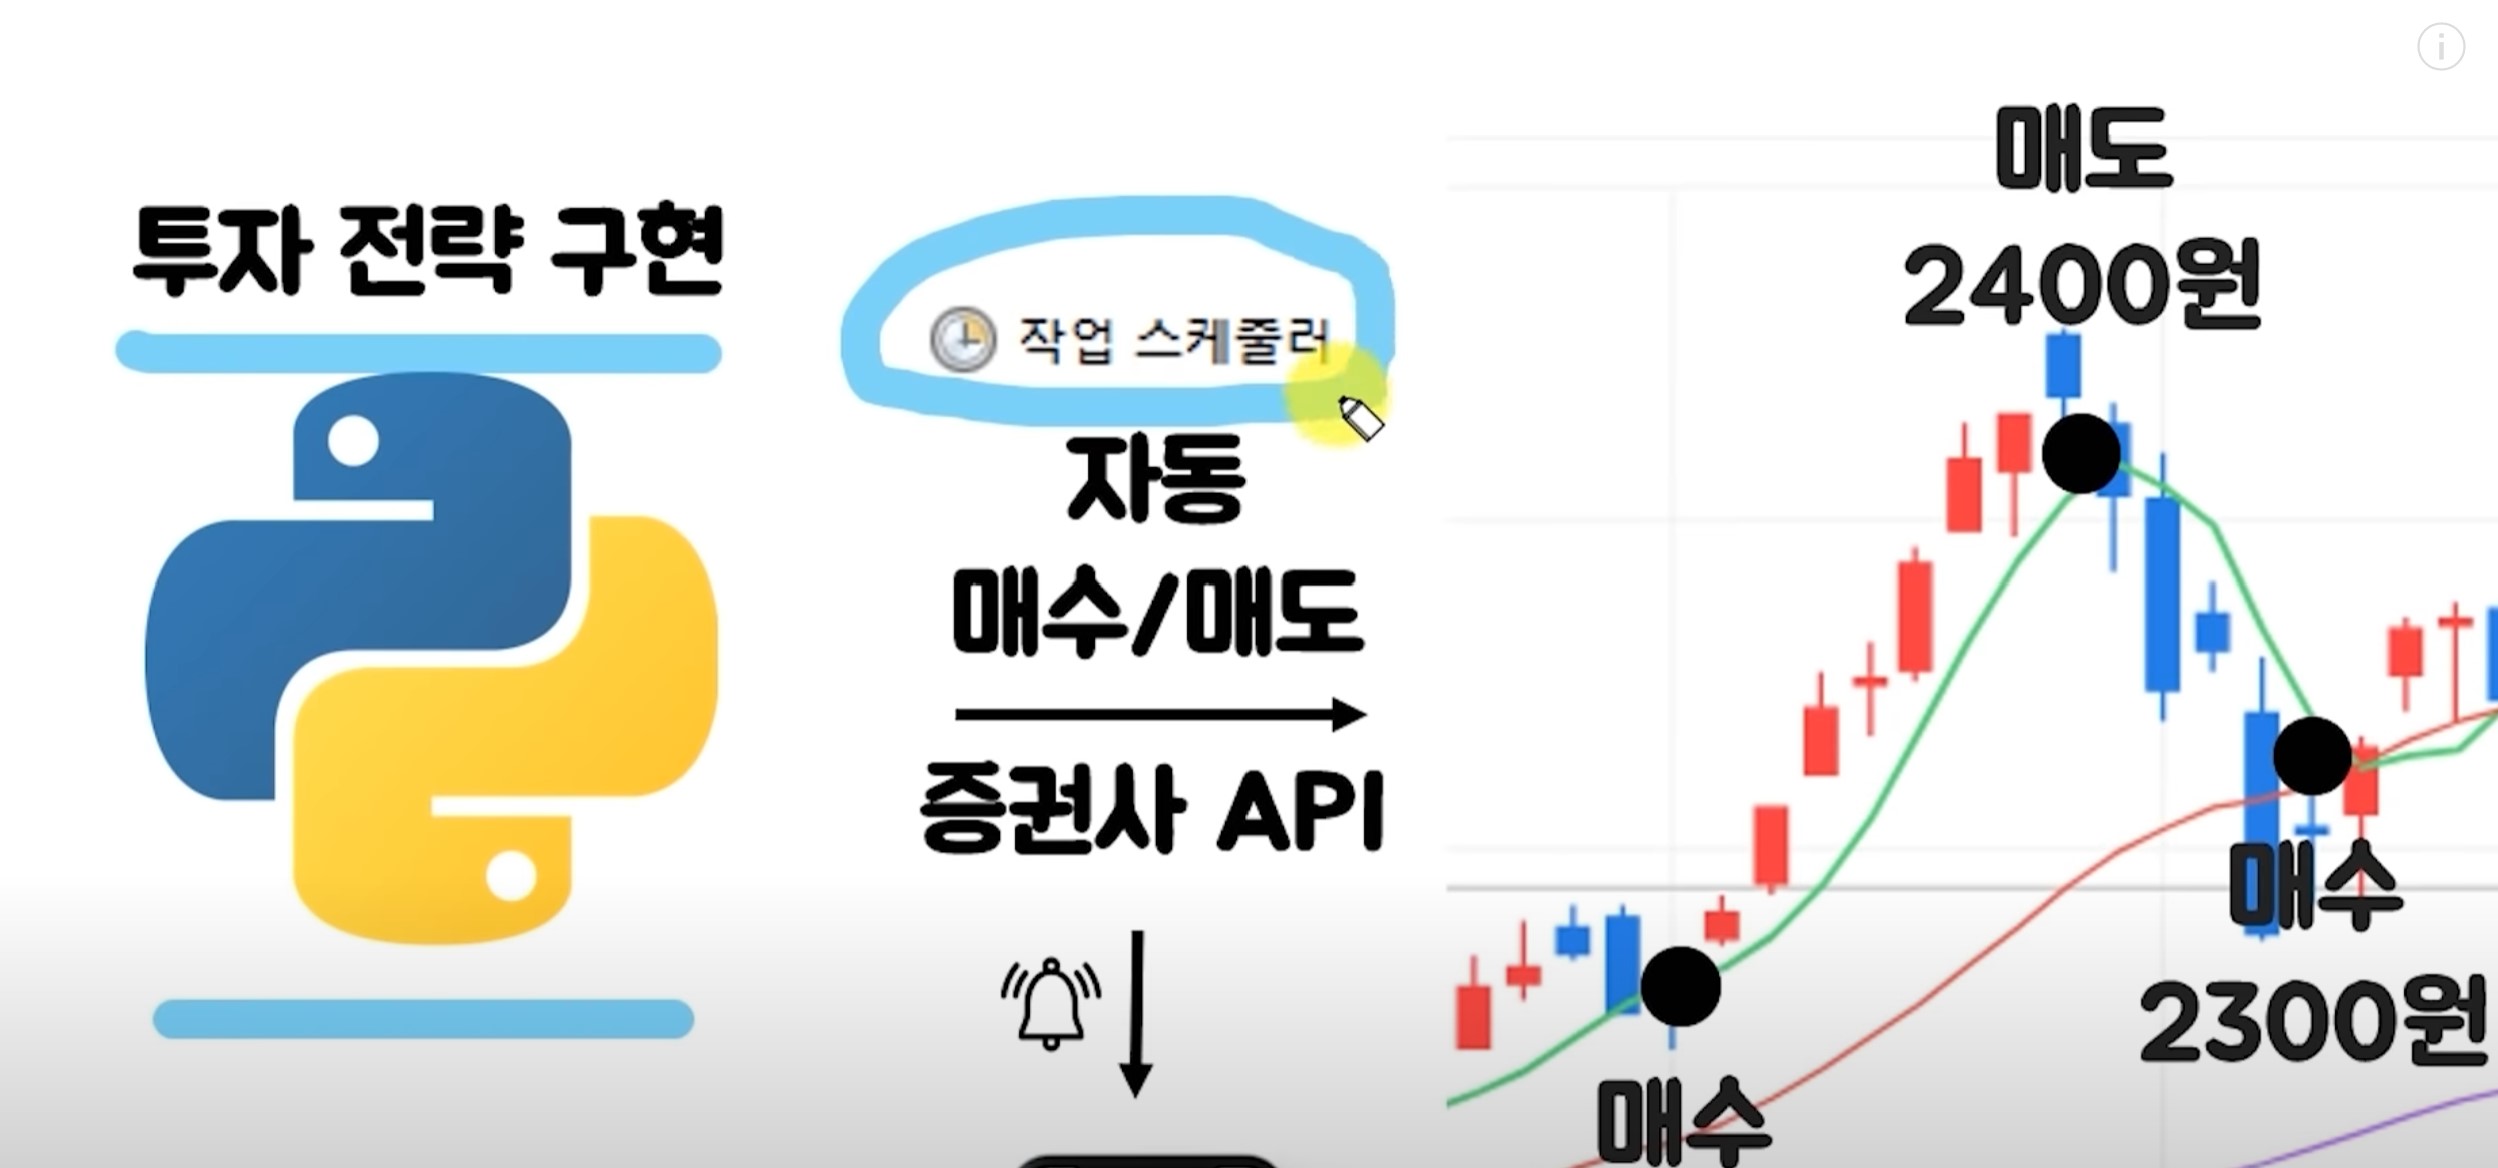 투자 전략 구현
작업 스케줄러
자동
매수/매도
증권사 API
매도
2400원
매수
2300원
매수